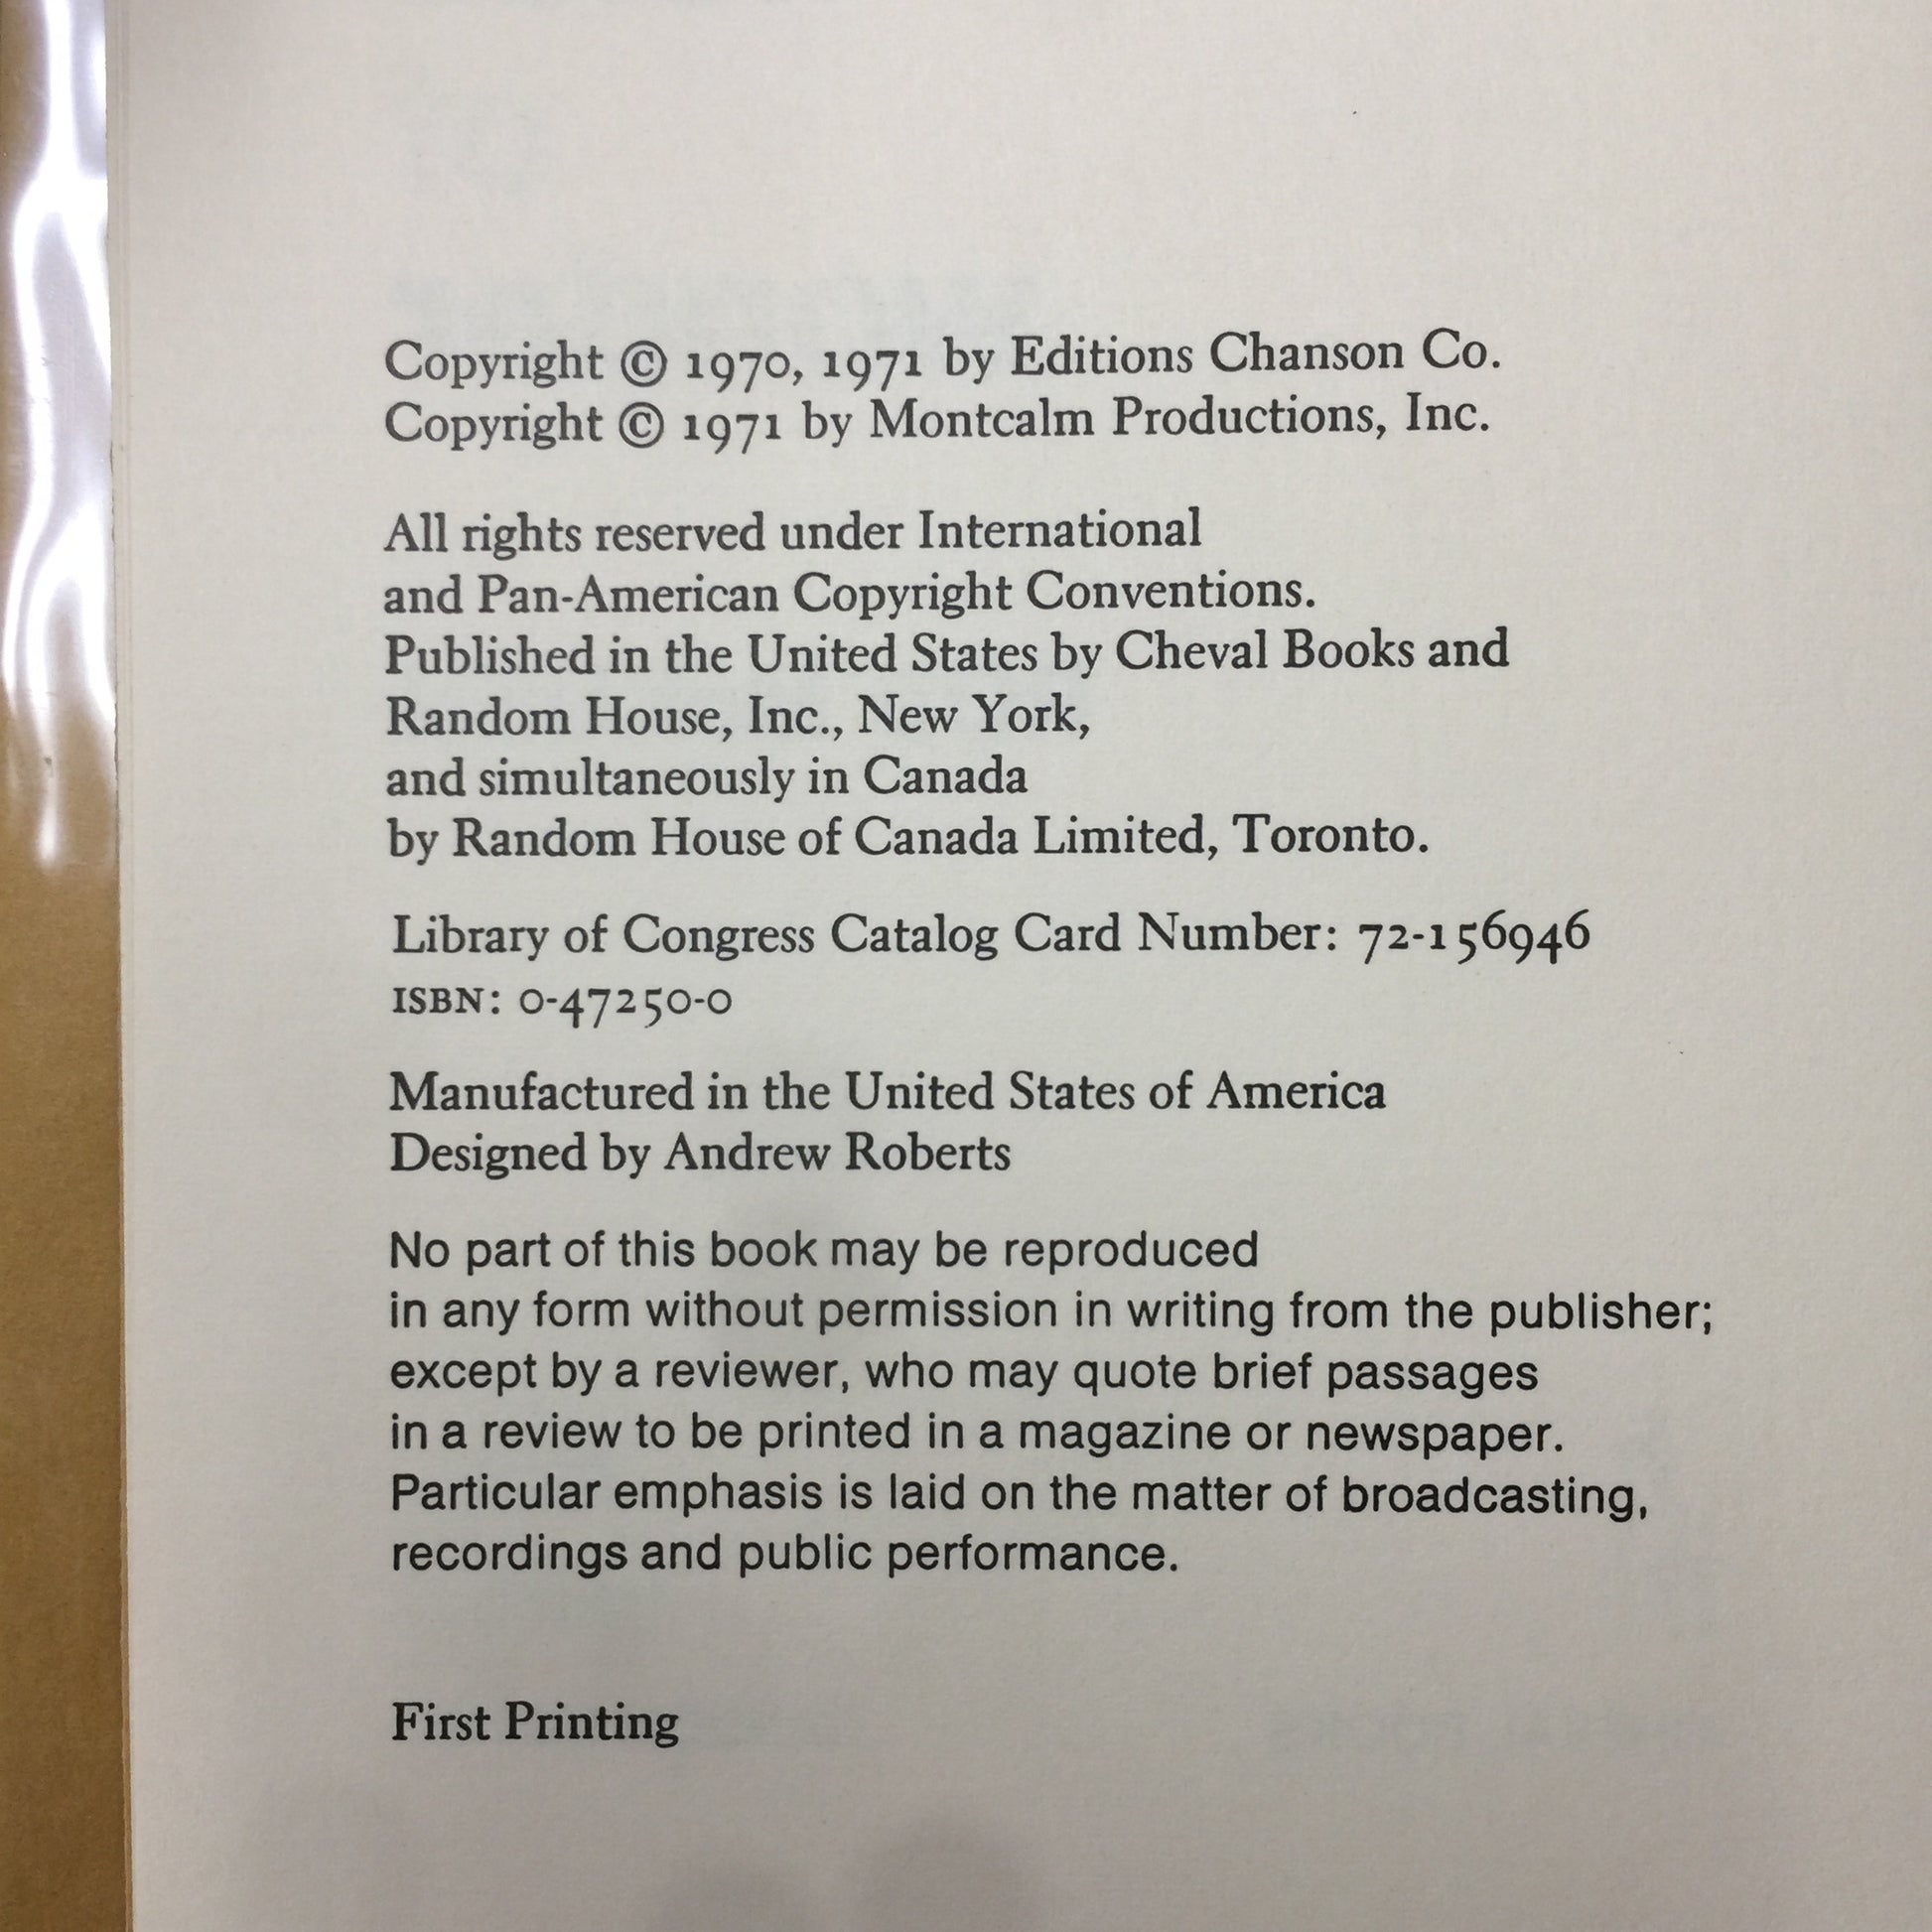 Copyright © 1970, 1971 by Editions Chanson Co.
Copyright © 1971 by Montcalm Productions, Inc.
All rights reserved under International
and Pan-American Copyright Conventions.
Published in the United States by Cheval Books and
Random House, Inc., New York,
and simultaneously in Canada
by Random House of Canada Limited, Toronto.
Library of Congress Catalog Card Number: 72-156946
ISBN: 0-47250-0
Manufactured in the United States of America
Designed by Andrew Roberts
No part of this book may be reproduced
in any form without permission in writing from the publisher;
except by a reviewer, who may quote brief passages
in a review to be printed in a magazine or newspaper.
Particular emphasis is laid on the matter of broadcasting,
recordings and public performance.
First Printing